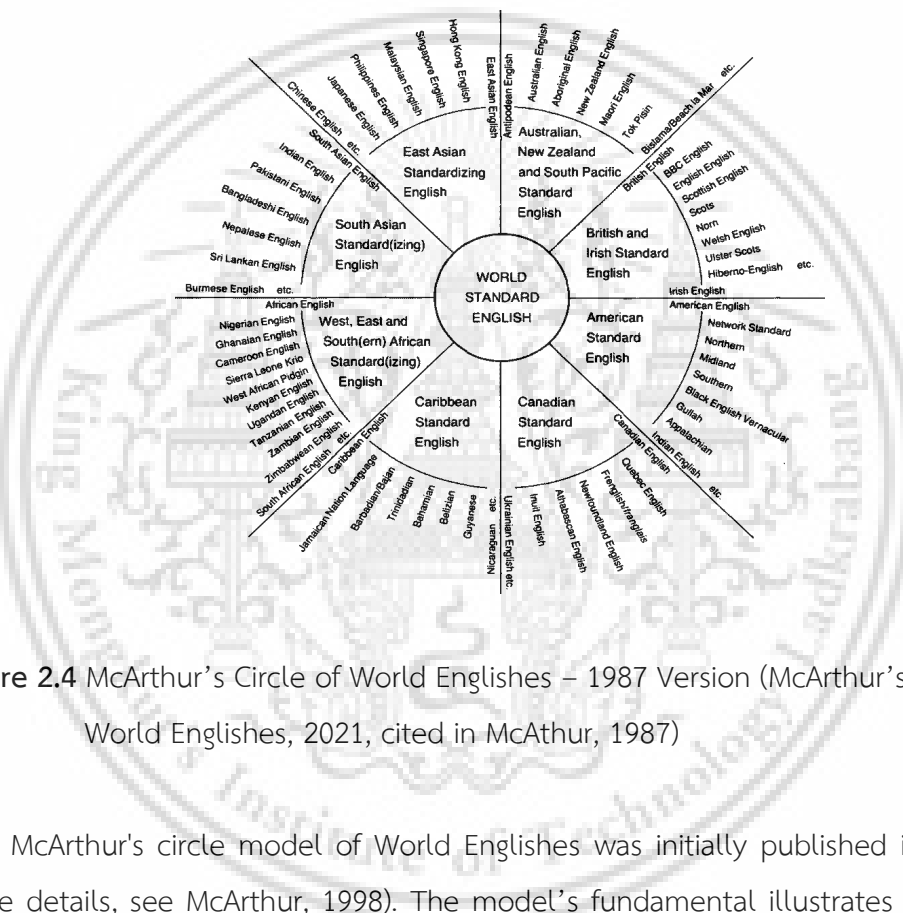 East Asian English
Hong Kong English
Singapore English
Malaysian English
Philippines English
Japanese English
Chinese English etc.
East Asian
Standardizing
English
Antipodean English
Australian English
Aboriginal English
New Zealand English
Maori English
Tok Pisin
Bislama/Beach la Mar etc.
Australian,
New Zealand
and South Pacific
Standard
English
British English
BBC English
English English
Scottish English
Scots
Norn
Welsh English
Ulster Scots
Hiberno-English etc.
Irish English
British and
Irish Standard
English
American English
Network Standard
Northern
Midland
Southern
Black English Vernacular
Gullah
Appalachian
Indian English etc.
American
Standard
English
Canadian English
Quebec English
Frenglish/franglais
Newfoundland English
Athabascan English
Inuit English
Ukrainian English etc.
Canadian
Standard
English
Caribbean English
Jamaican Nation Language
Barbadian/Bajan
Trinidadian
Bahamian
Belizian
Guyanese
Nicaraguan etc.
Caribbean
Standard
English
African English
Nigerian English
Ghanaian English
Cameroon English
Sierra Leone Krio
West African Pidgin
Kenyan English
Ugandan English
Tanzanian English
Zambian English
Zimbabwean English
South African English etc.
West, East and
South(ern) African
Standard(izing)
English
South Asian English
Indian English
Pakistani English
Bangladeshi English
Nepalese English
Sri Lankan English
Burmese English etc.
South Asian
Standard(izing)
English
WORLD
STANDARD
ENGLISH
re 2.4 McArthur’s Circle of World Englishes – 1987 Version (McArthur’s
World Englishes, 2021, cited in McAthur, 1987)
McArthur's circle model of World Englishes was initially published i
e details, see McArthur, 1998). The model’s fundamental illustrates
Institute of Technology Ladkrabang